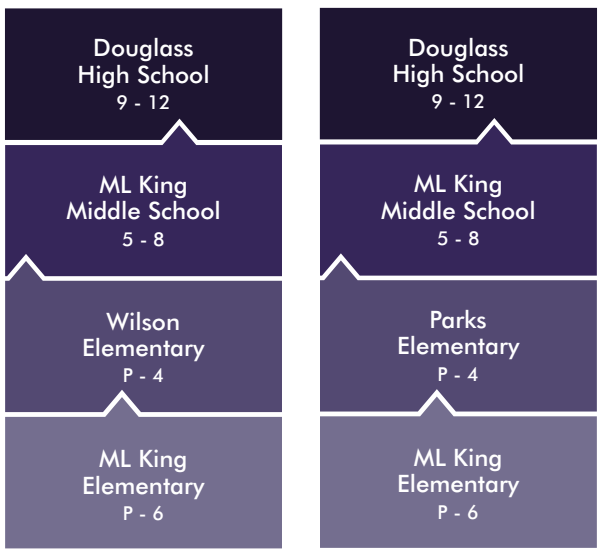 Douglass
High School
9 - 12
ML King
Middle School
5 - 8
Wilson
Elementary
P - 4
ML King
Elementary
P - 6
Douglass
High School
9 - 12
ML King
Middle School
5 - 8
Parks
Elementary
P - 4
ML King
Elementary
P - 6